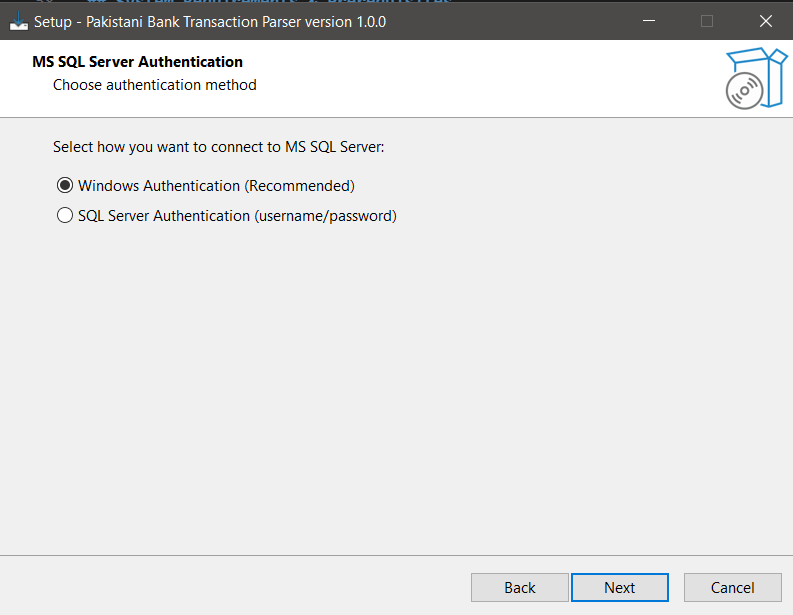 Setup - Pakistani Bank Transaction Parser version 1.0.0
MS SQL Server Authentication
Choose authentication method
Select how you want to connect to MS SQL Server:
Windows Authentication (Recommended)
SQL Server Authentication (username/password)
Back
Next
Cancel